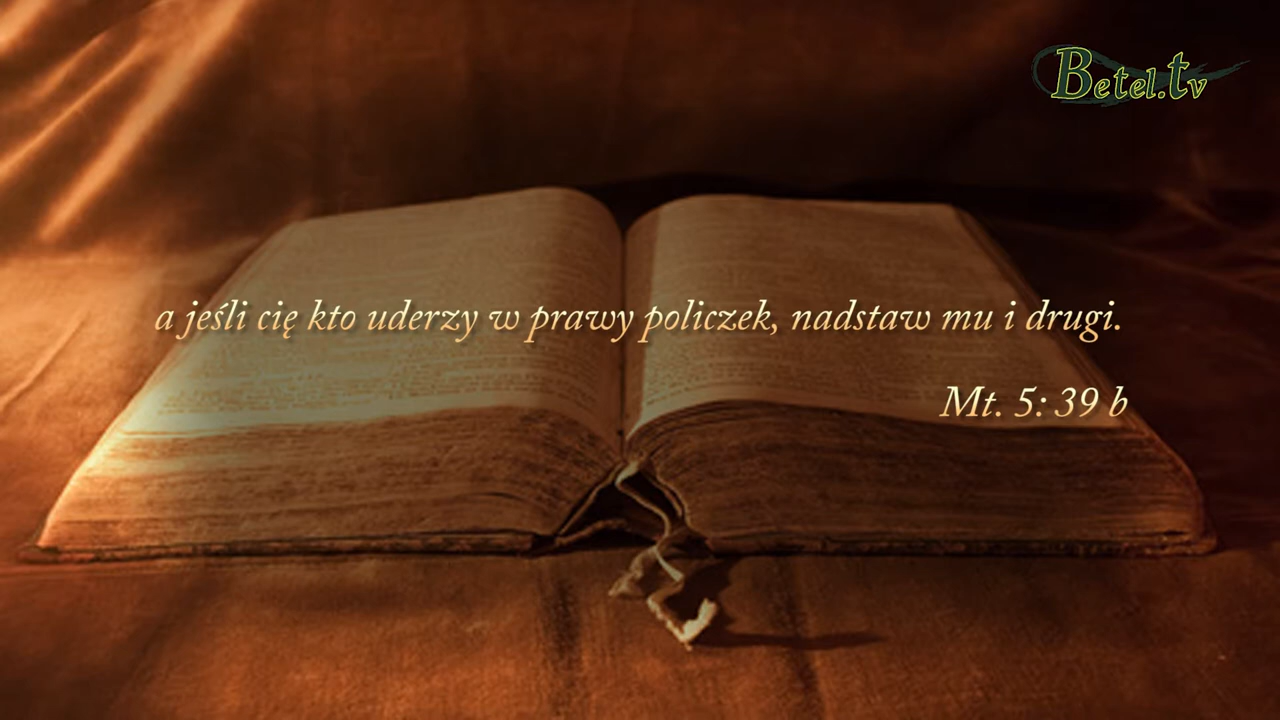 Betel.tv
a jeśli cię kto uderzy w prawy policzek, nadstaw mu i drugi.
Mt. 5: 39 b